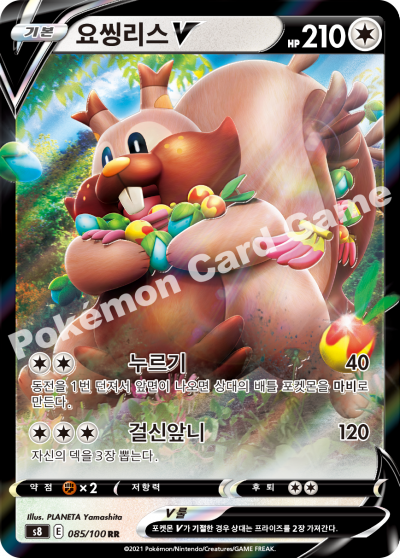 기본 요씽리스V HP 210
Pokémon Card Game
누르기 40
동전을 1번 던져서 앞면이 나오면 상대의 배틀 포켓몬을 마비로
만든다.
걸신앞니 120
자신의 덱을 3장 뽑는다.
약점 ×2 저항력 후퇴
Illus. PLANETA Yamashita
V룰
s8 E 085/100 RR
포켓몬 V가 기절한 경우 상대는 프라이즈를 2장 가져간다.
©2021 Pokémon/Nintendo/Creatures/GAME FREAK.